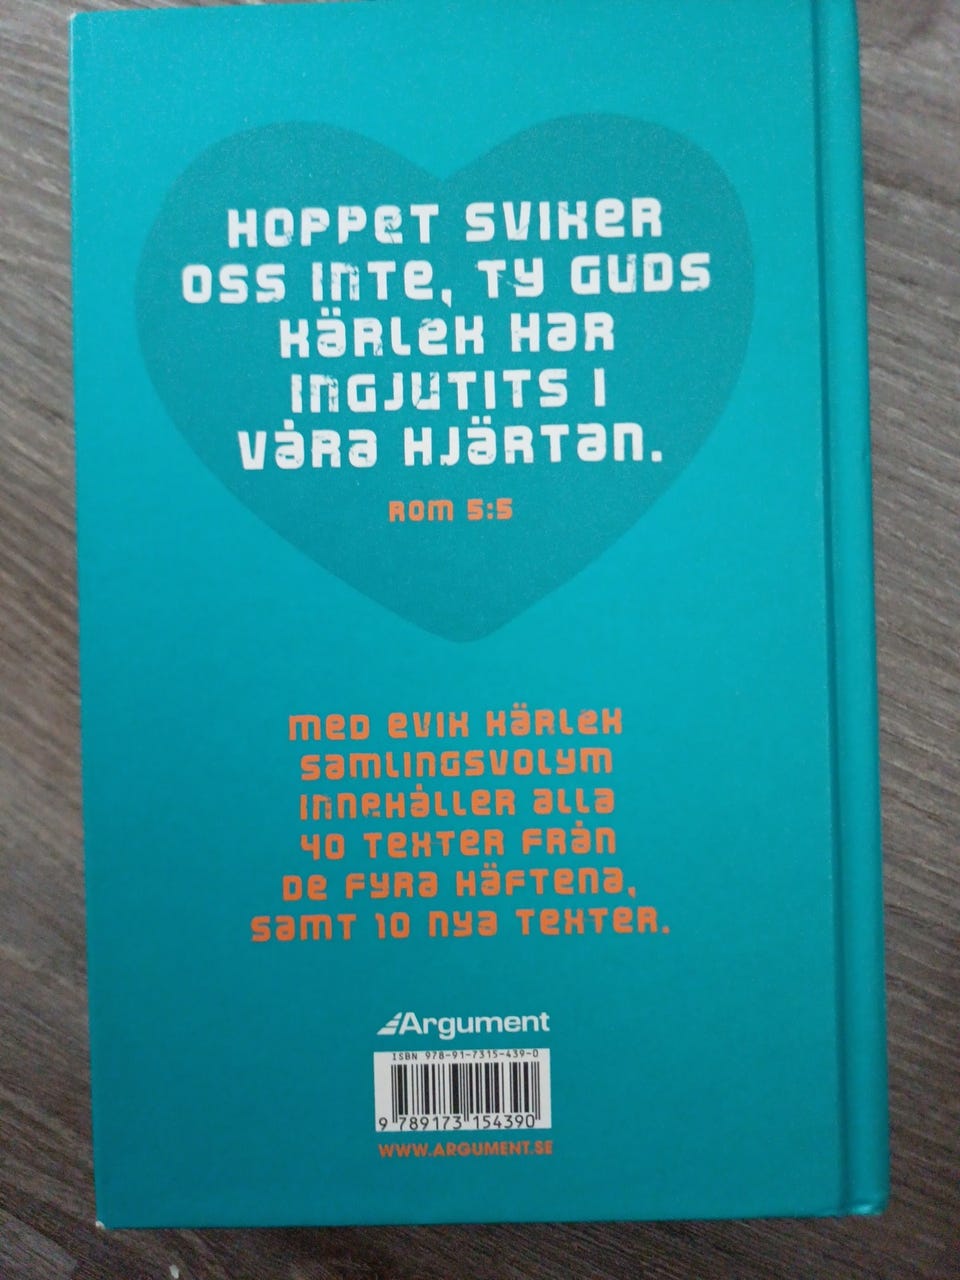 HOPPET SVIKER
OSS INTE, TY GUDS
KÄRLEK HAR
INGJUTITS I
VÅRA HJÄRTAN.
ROM 5:5
MED EVIK KÄRLEK
SAMLINGSVOLYM
INNEHÅLLER ALLA
40 TEXTER FRÅN
DE FYRA HÄFTENA,
SAMT 10 NYA TEXTER.
Argument
ISBN 978-91-7315-439-0
9 789173 154390
WWW.ARGUMENT.SE